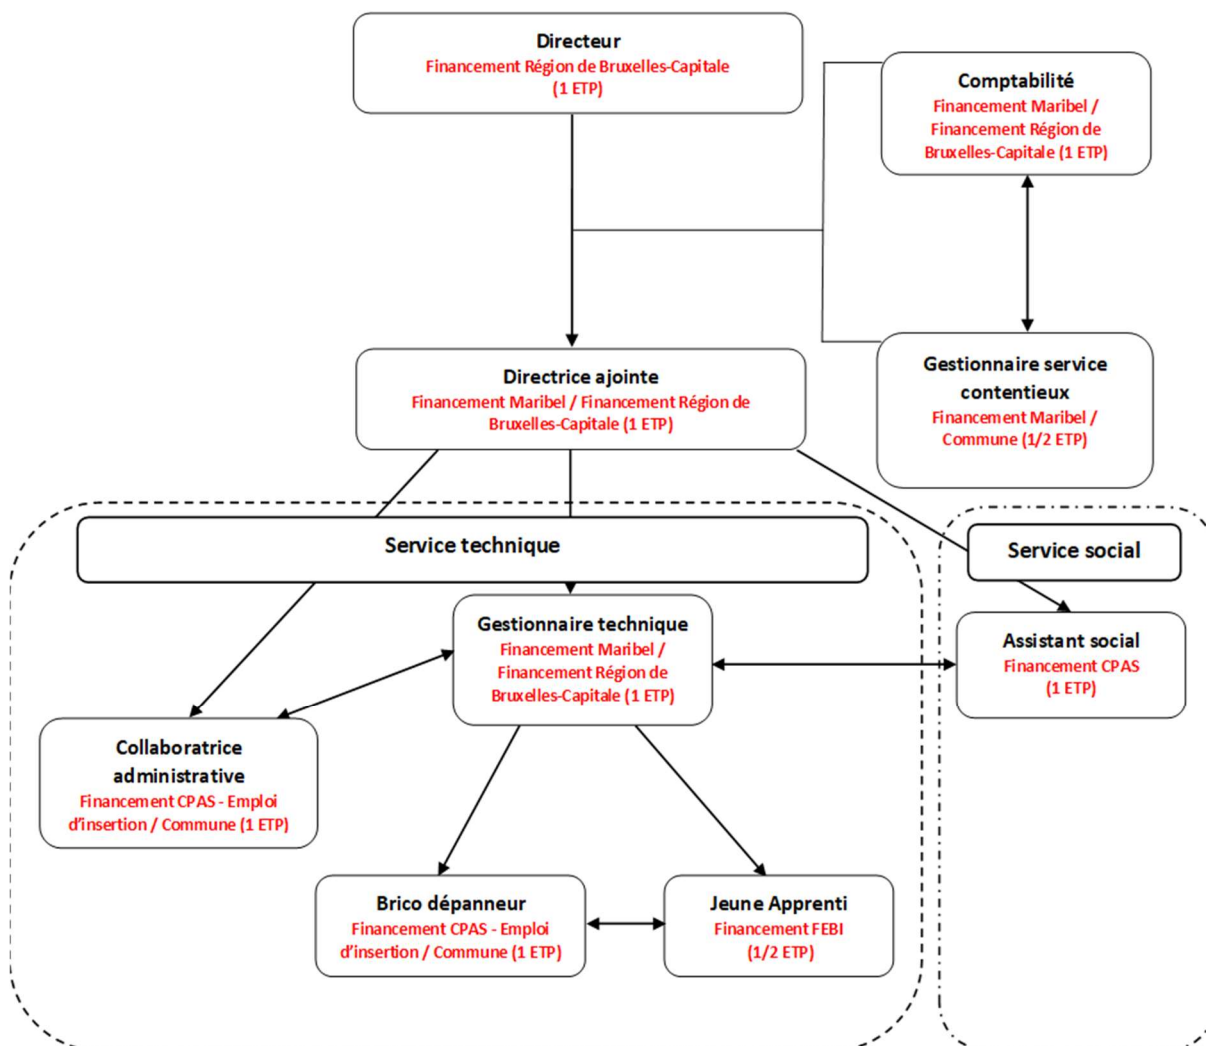 Directeur
Financement Région de Bruxelles-Capitale
(1 ETP)
Comptabilité
Financement Maribel /
Financement Région de
Bruxelles-Capitale (1 ETP)
Directrice ajointe
Financement Maribel / Financement Région de
Bruxelles-Capitale (1 ETP)
Gestionnaire service
contentieux
Financement Maribel /
Commune (1/2 ETP)
Service technique
Service social
Gestionnaire technique
Financement Maribel /
Financement Région de
Bruxelles-Capitale (1 ETP)
Assistant social
Financement CPAS
(1 ETP)
Collaboratrice
administrative
Financement CPAS - Emploi
d'insertion / Commune (1 ETP)
Brico dépanneur
Financement CPAS - Emploi
d'insertion / Commune (1 ETP)
Jeune Apprenti
Financement FEBI
(1/2 ETP)